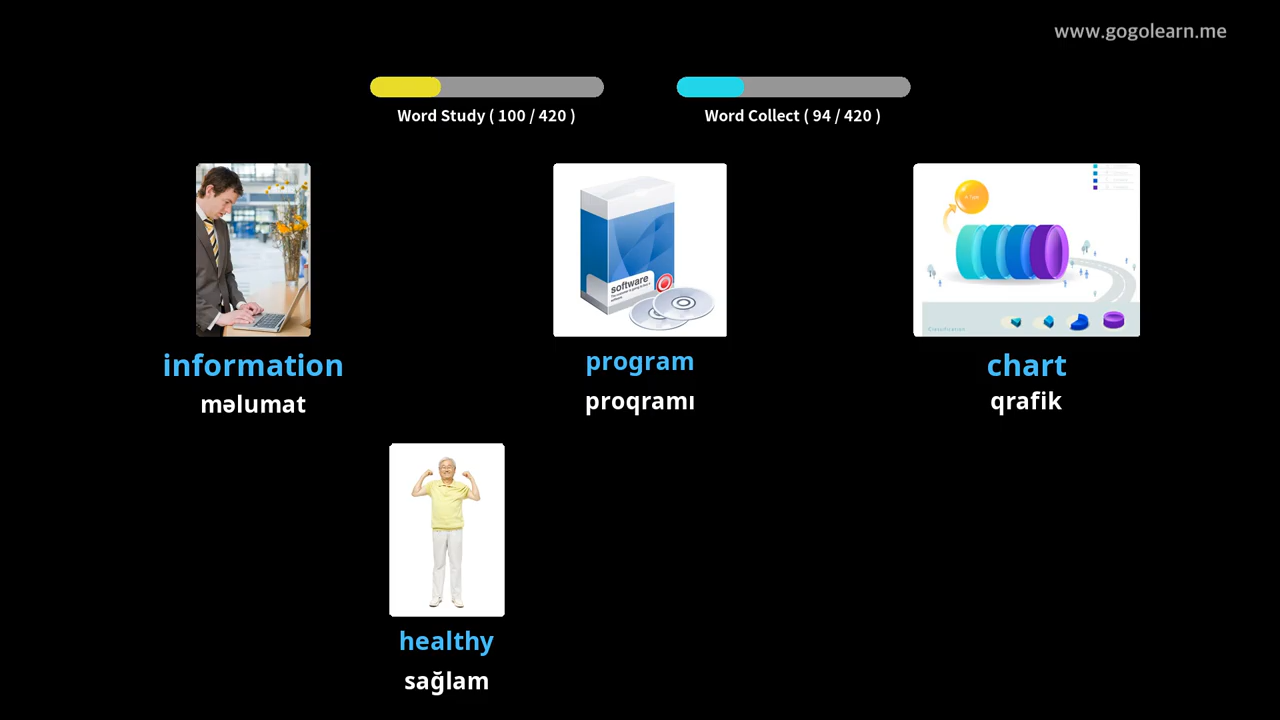 www.gogolearn.me
Word Study ( 100 / 420 )
Word Collect ( 94 / 420 )
software
information
məlumat
program
proqramı
chart
qrafik
healthy
sağlam